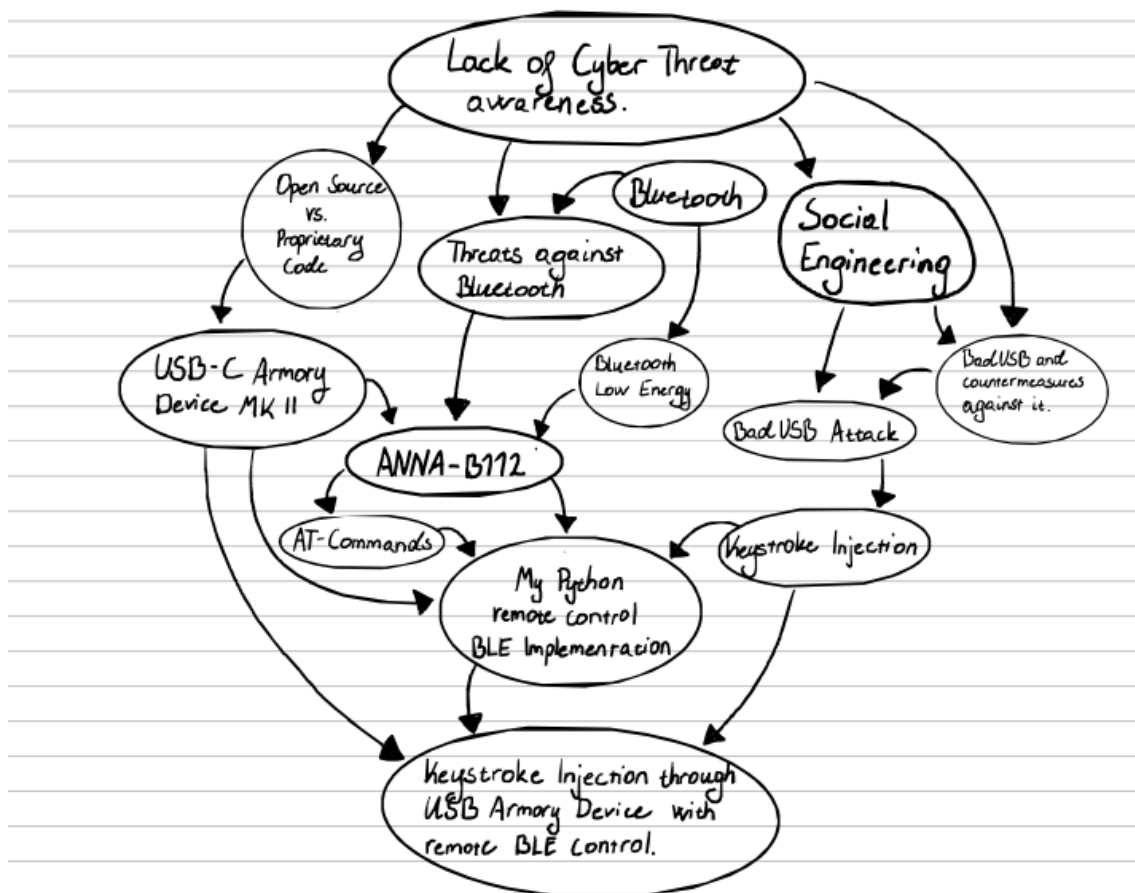 Lack of Cyber Threat
awareness.
Open Source
vs.
Proprietary
Code
Bluetooth
Threats against
Bluetooth
Social
Engineering
USB-C Armory
Device MK II
Bluetooth
Low Energy
BadUSB and
countermeasures
against it.
BadUSB Attack
ANNA-B112
AT-Commands
Keystroke Injection
My Python
remote control
BLE Implemenration
Keystroke Injection through
USB Armory Device with
remote BLE control.